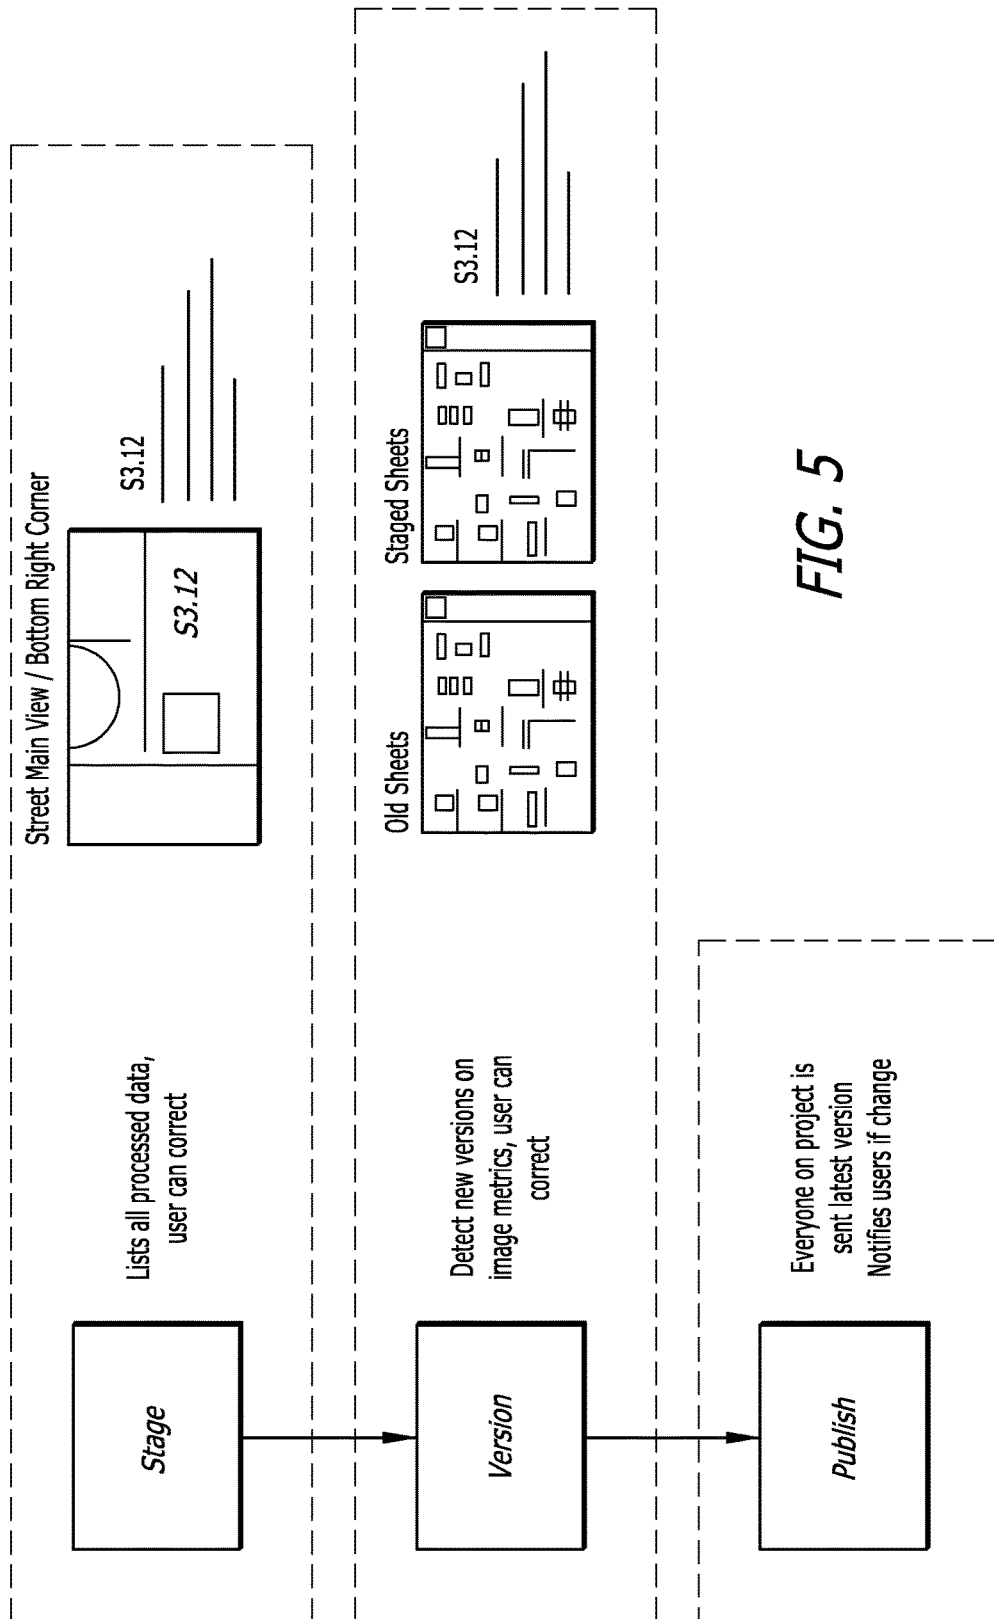 Stage
Lists all processed data,
user can correct
Street Main View / Bottom Right Corner
S3.12
S3.12
Version
Detect new versions on
image metrics, user can
correct
Old Sheets
Staged Sheets
S3.12
Publish
Everyone on project is
sent latest version
Notifies users if change
FIG. 5